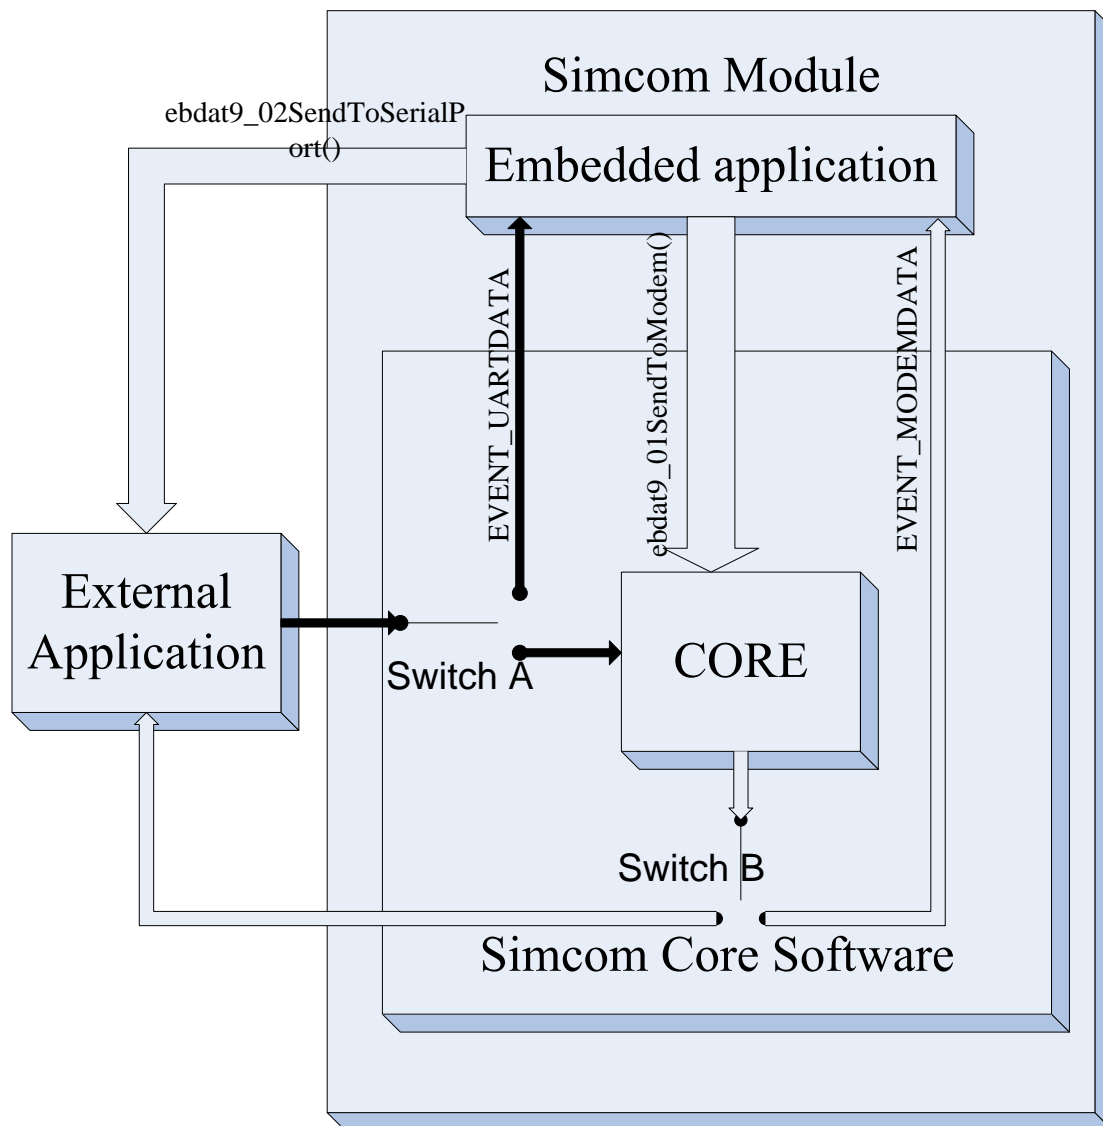 Simcom Module
ebdat9_02SendToSerialP
ort()
Embedded application
EVENT_UARTDATA
ebdat9_01SendToModem()
EVENT_MODEMDATA
External
Application
Switch A
CORE
Switch B
Simcom Core Software